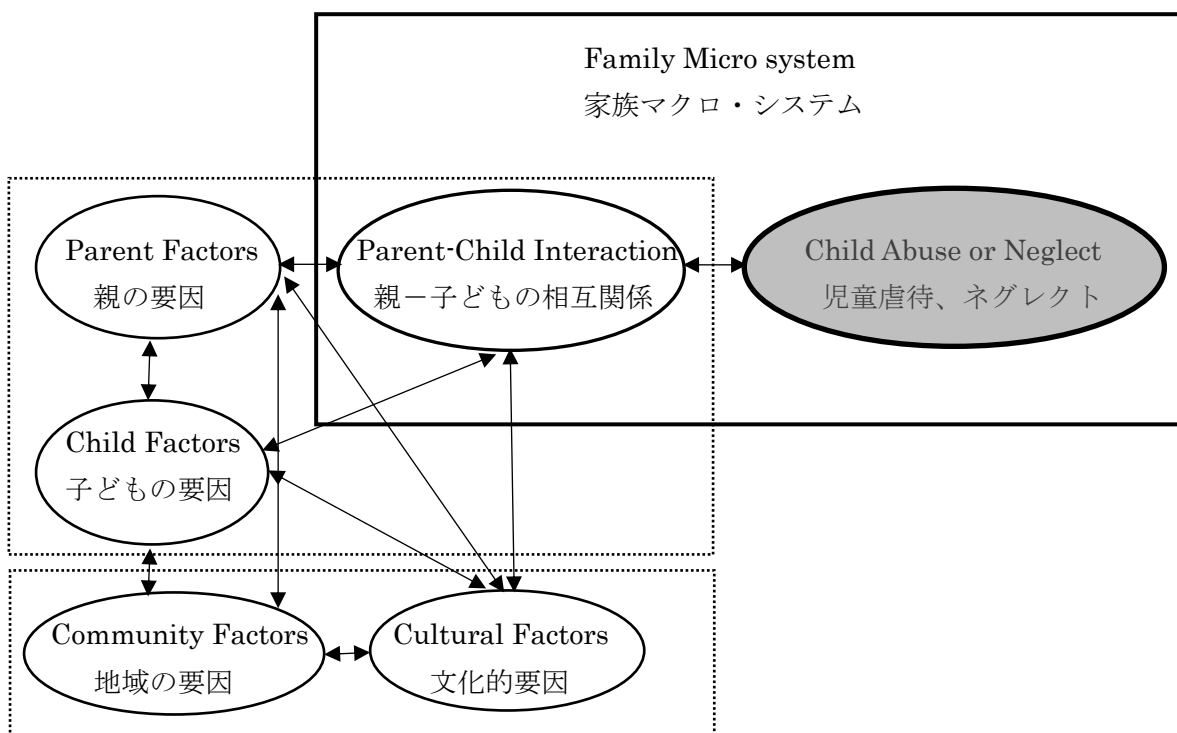 Family Micro system
家族マクロ・システム
Parent Factors
親の要因
Parent-Child Interaction
親－子どもの相互関係
Child Abuse or Neglect
児童虐待、ネグレクト
Child Factors
子どもの要因
Community Factors
地域の要因
Cultural Factors
文化的要因